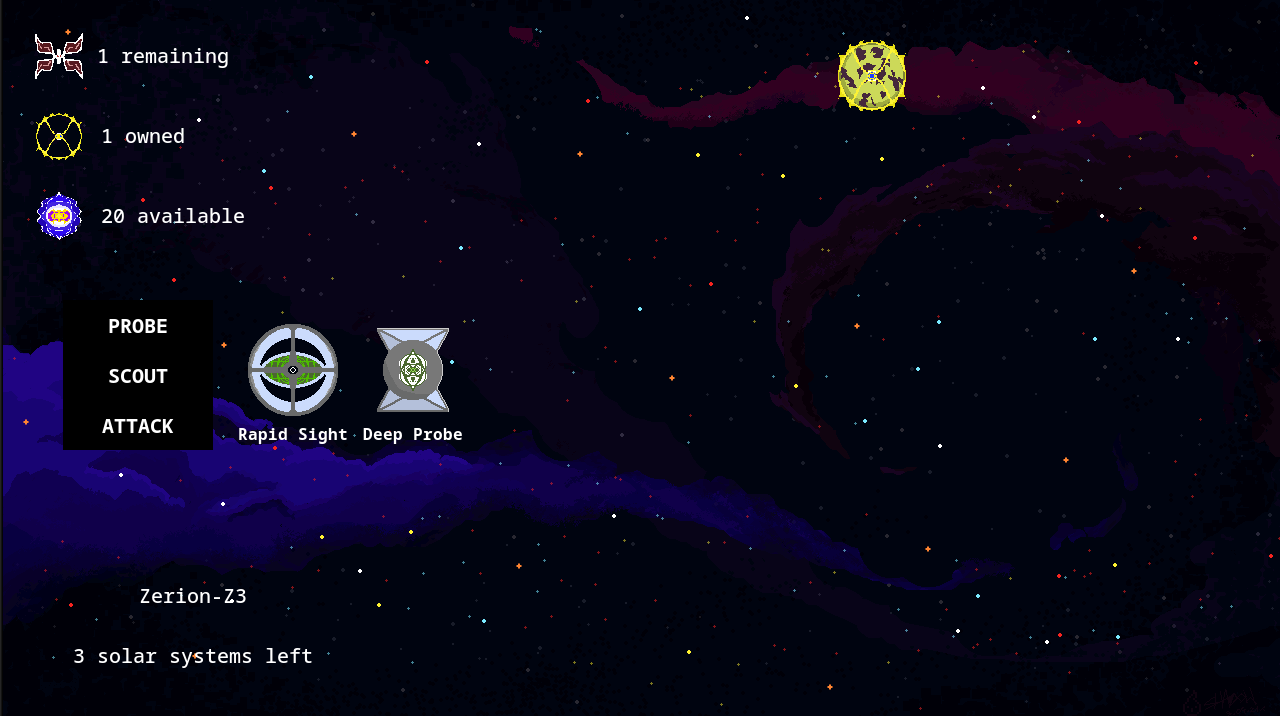 1 remaining
1 owned
20 available
PROBE
SCOUT
ATTACK
Rapid Sight
Deep Probe
Zerion-Z3
3 solar systems left